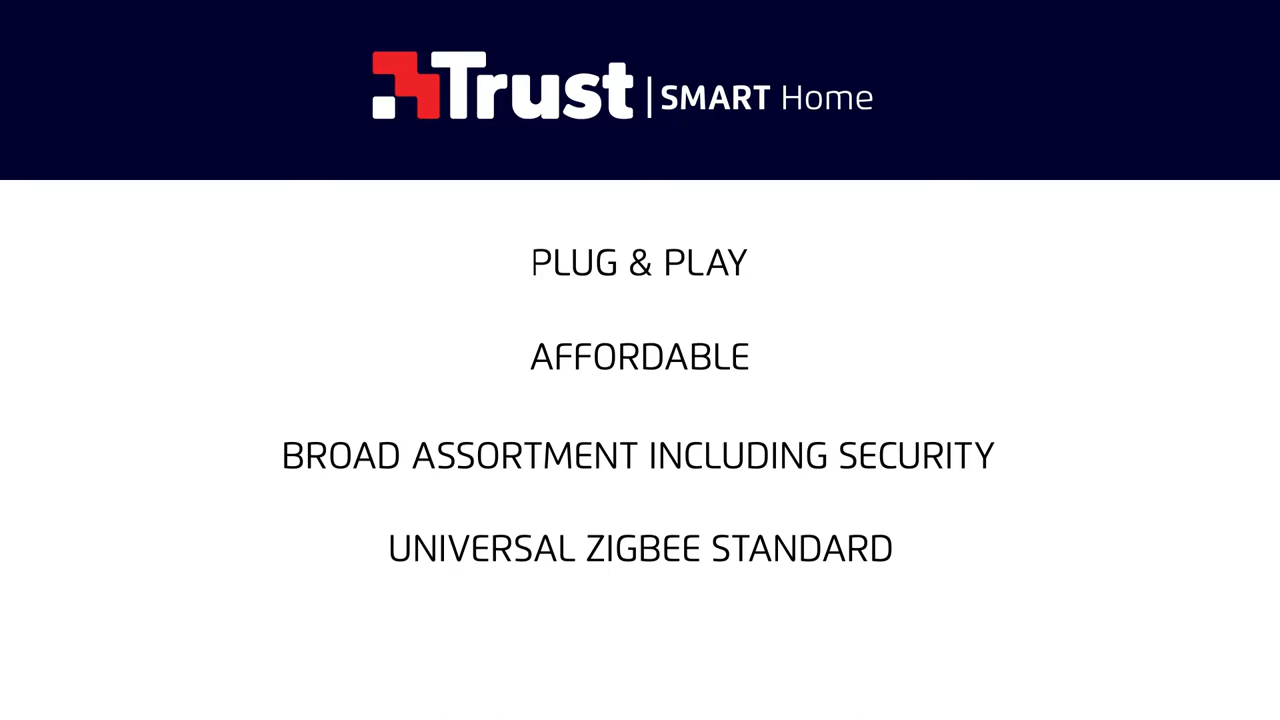 Trust | SMART Home
PLUG & PLAY
AFFORDABLE
BROAD ASSORTMENT INCLUDING SECURITY
UNIVERSAL ZIGBEE STANDARD